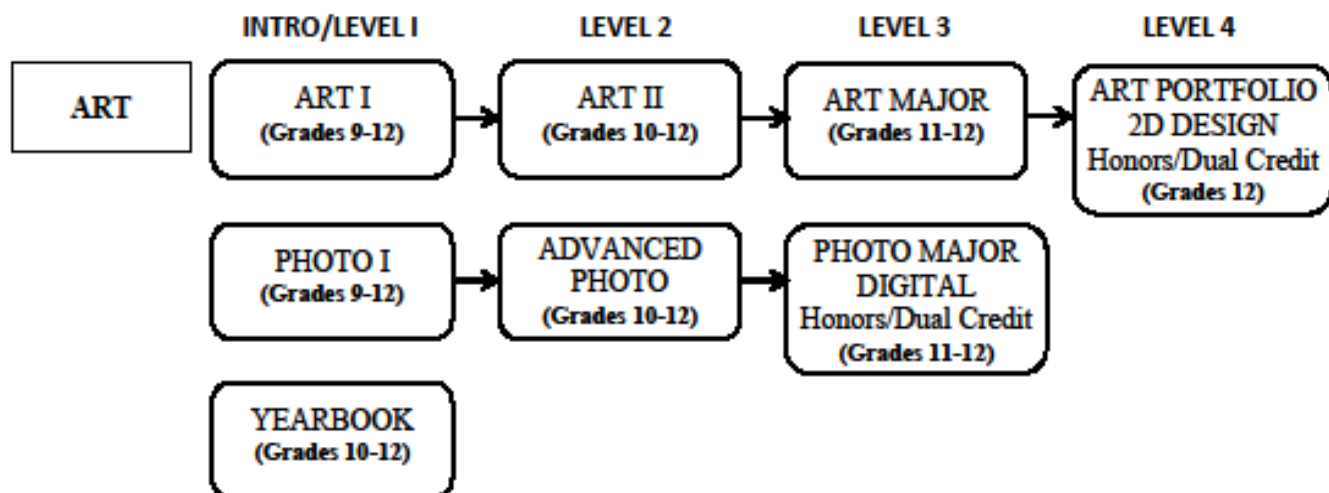 INTRO/LEVEL I
LEVEL 2
LEVEL 3
LEVEL 4
ART
ART I
(Grades 9-12)
ART II
(Grades 10-12)
ART MAJOR
(Grades 11-12)
ART PORTFOLIO
2D DESIGN
Honors/Dual Credit
(Grades 12)
PHOTO I
(Grades 9-12)
ADVANCED
PHOTO
(Grades 10-12)
PHOTO MAJOR
DIGITAL
Honors/Dual Credit
(Grades 11-12)
YEARBOOK
(Grades 10-12)